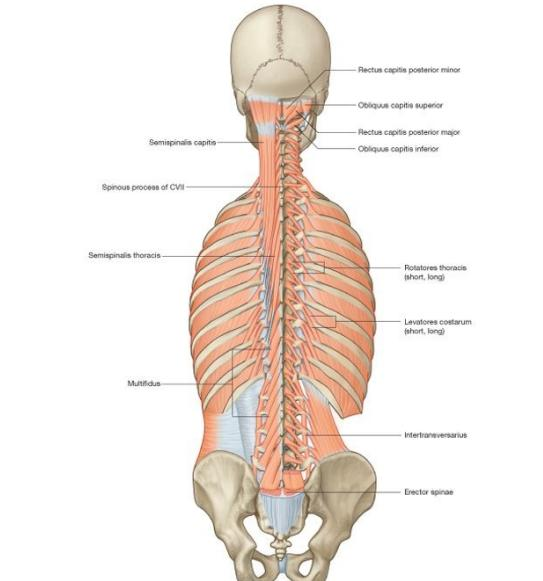 Rectus capitis posterior minor
Obliquus capitis superior
Rectus capitis posterior major
Semispinalis capitis
Obliquus capitis inferior
Spinous process of CVII
Semispinalis thoracis
Rotatores thoracis
(short, long)
Levatores costarum
(short, long)
Multifidus
Intertransversarius
Erector spinae